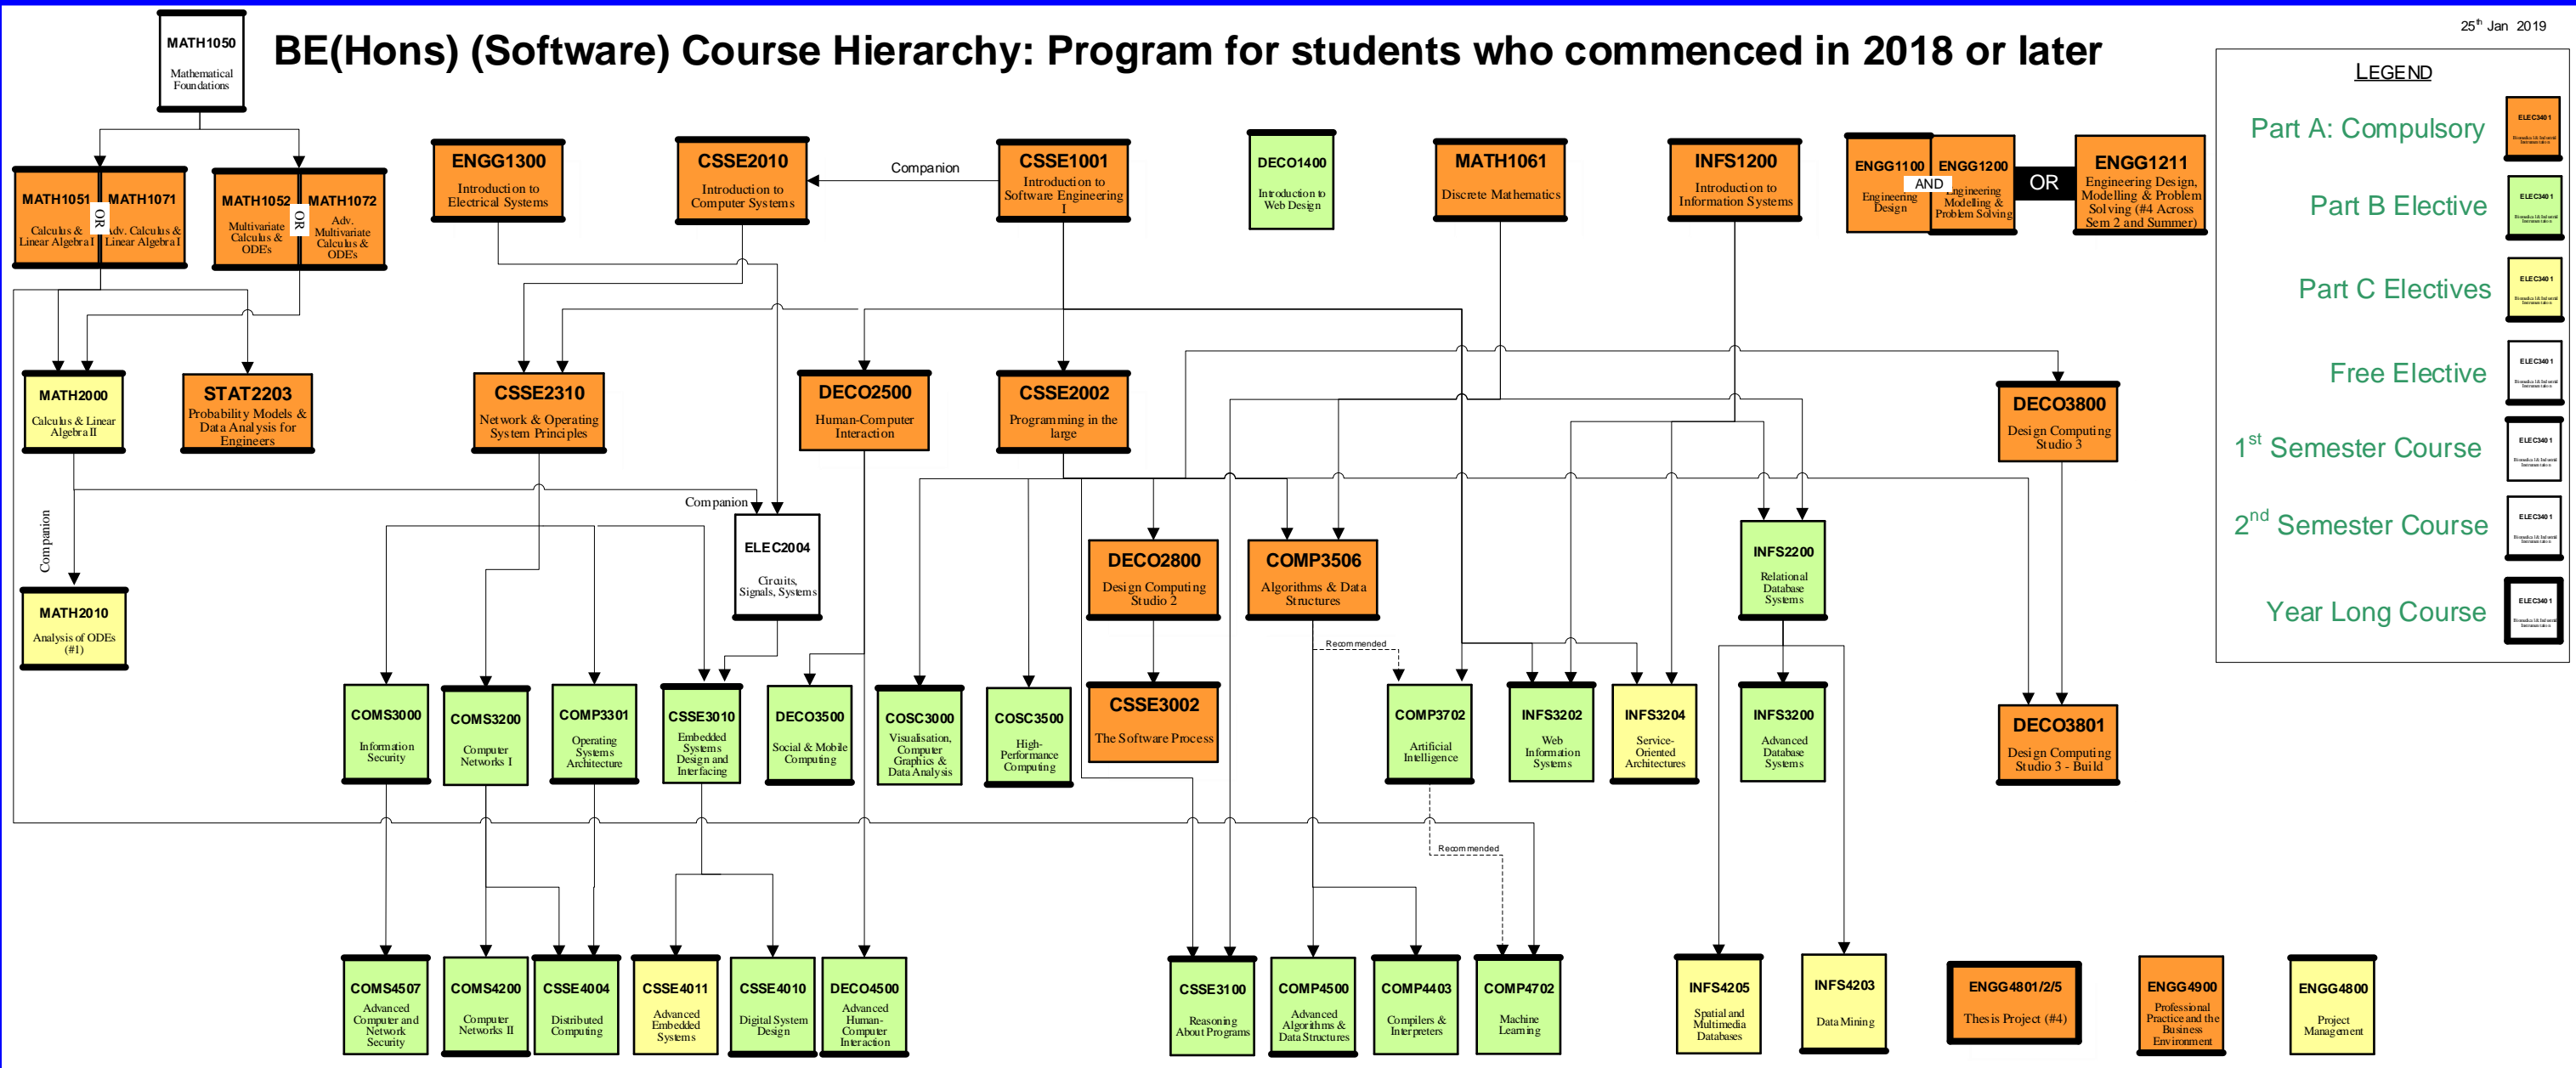 25th Jan 2019
BE(Hons) (Software) Course Hierarchy: Program for students who commenced in 2018 or later
MATH1050
Mathematical
Foundations
LEGEND
Part A: Compulsory
ELEC3401
Part B Elective
ELEC3401
Part C Electives
ELEC3401
Free Elective
ELEC3401
1st Semester Course
ELEC3401
2nd Semester Course
ELEC3401
Year Long Course
ELEC3401
MATH1051
Calculus &
Linear Algebra I
OR
MATH1071
Adv. Calculus &
Linear Algebra I
MATH1052
Multivariate
Calculus &
ODE's
OR
MATH1072
Adv.
Multivariate
Calculus &
ODE's
ENGG1300
Introduction to
Electrical Systems
CSSE2010
Introduction to
Computer Systems
Companion
CSSE1001
Introduction to
Software Engineering
I
DECO1400
Introduction to
Web Design
MATH1061
Discrete Mathematics
INFS1200
Introduction to
Information Systems
ENGG1100
Engineering
Design
AND
ENGG1200
Engineering
Modelling &
Problem Solving
OR
ENGG1211
Engineering Design,
Modelling & Problem
Solving (#4 Across
Sem 2 and Summer)
MATH2000
Calculus & Linear
Algebra II
STAT2203
Probability Models &
Data Analysis for
Engineers
CSSE2310
Network & Operating
System Principles
DECO2500
Human-Computer
Interaction
CSSE2002
Programming in the
large
DECO3800
Design Computing
Studio 3
Companion
Companion
MATH2010
Analysis of ODEs
(#1)
ELEC2004
Circuits,
Signals, Systems
DECO2800
Design Computing
Studio 2
COMP3506
Algorithms & Data
Structures
INFS2200
Relational
Database
Systems
Recommended
COMS3000
Information
Security
COMS3200
Computer
Networks I
COMP3301
Operating
Systems
Architecture
CSSE3010
Embedded
Systems
Design and
Interfacing
DECO3500
Social & Mobile
Computing
COSC3000
Visualisation,
Computer
Graphics &
Data Analysis
COSC3500
High-
Performance
Computing
CSSE3002
The Software Process
COMP3702
Artificial
Intelligence
INFS3202
Web
Information
Systems
INFS3204
Service-
Oriented
Architectures
INFS3200
Advanced
Database
Systems
DECO3801
Design Computing
Studio 3 - Build
Recommended
COMS4507
Advanced
Computer and
Network
Security
COMS4200
Computer
Networks II
CSSE4004
Distributed
Computing
CSSE4011
Advanced
Embedded
Systems
CSSE4010
Digital System
Design
DECO4500
Advanced
Human-
Computer
Interaction
CSSE3100
Reasoning
About Programs
COMP4500
Advanced
Algorithms &
Data Structures
COMP4403
Compilers &
Interpreters
COMP4702
Machine
Learning
INFS4205
Spatial and
Multimedia
Databases
INFS4203
Data Mining
ENGG4801/2/5
Thesis Project (#4)
ENGG4900
Professional
Practice and the
Business
Environment
ENGG4800
Project
Management